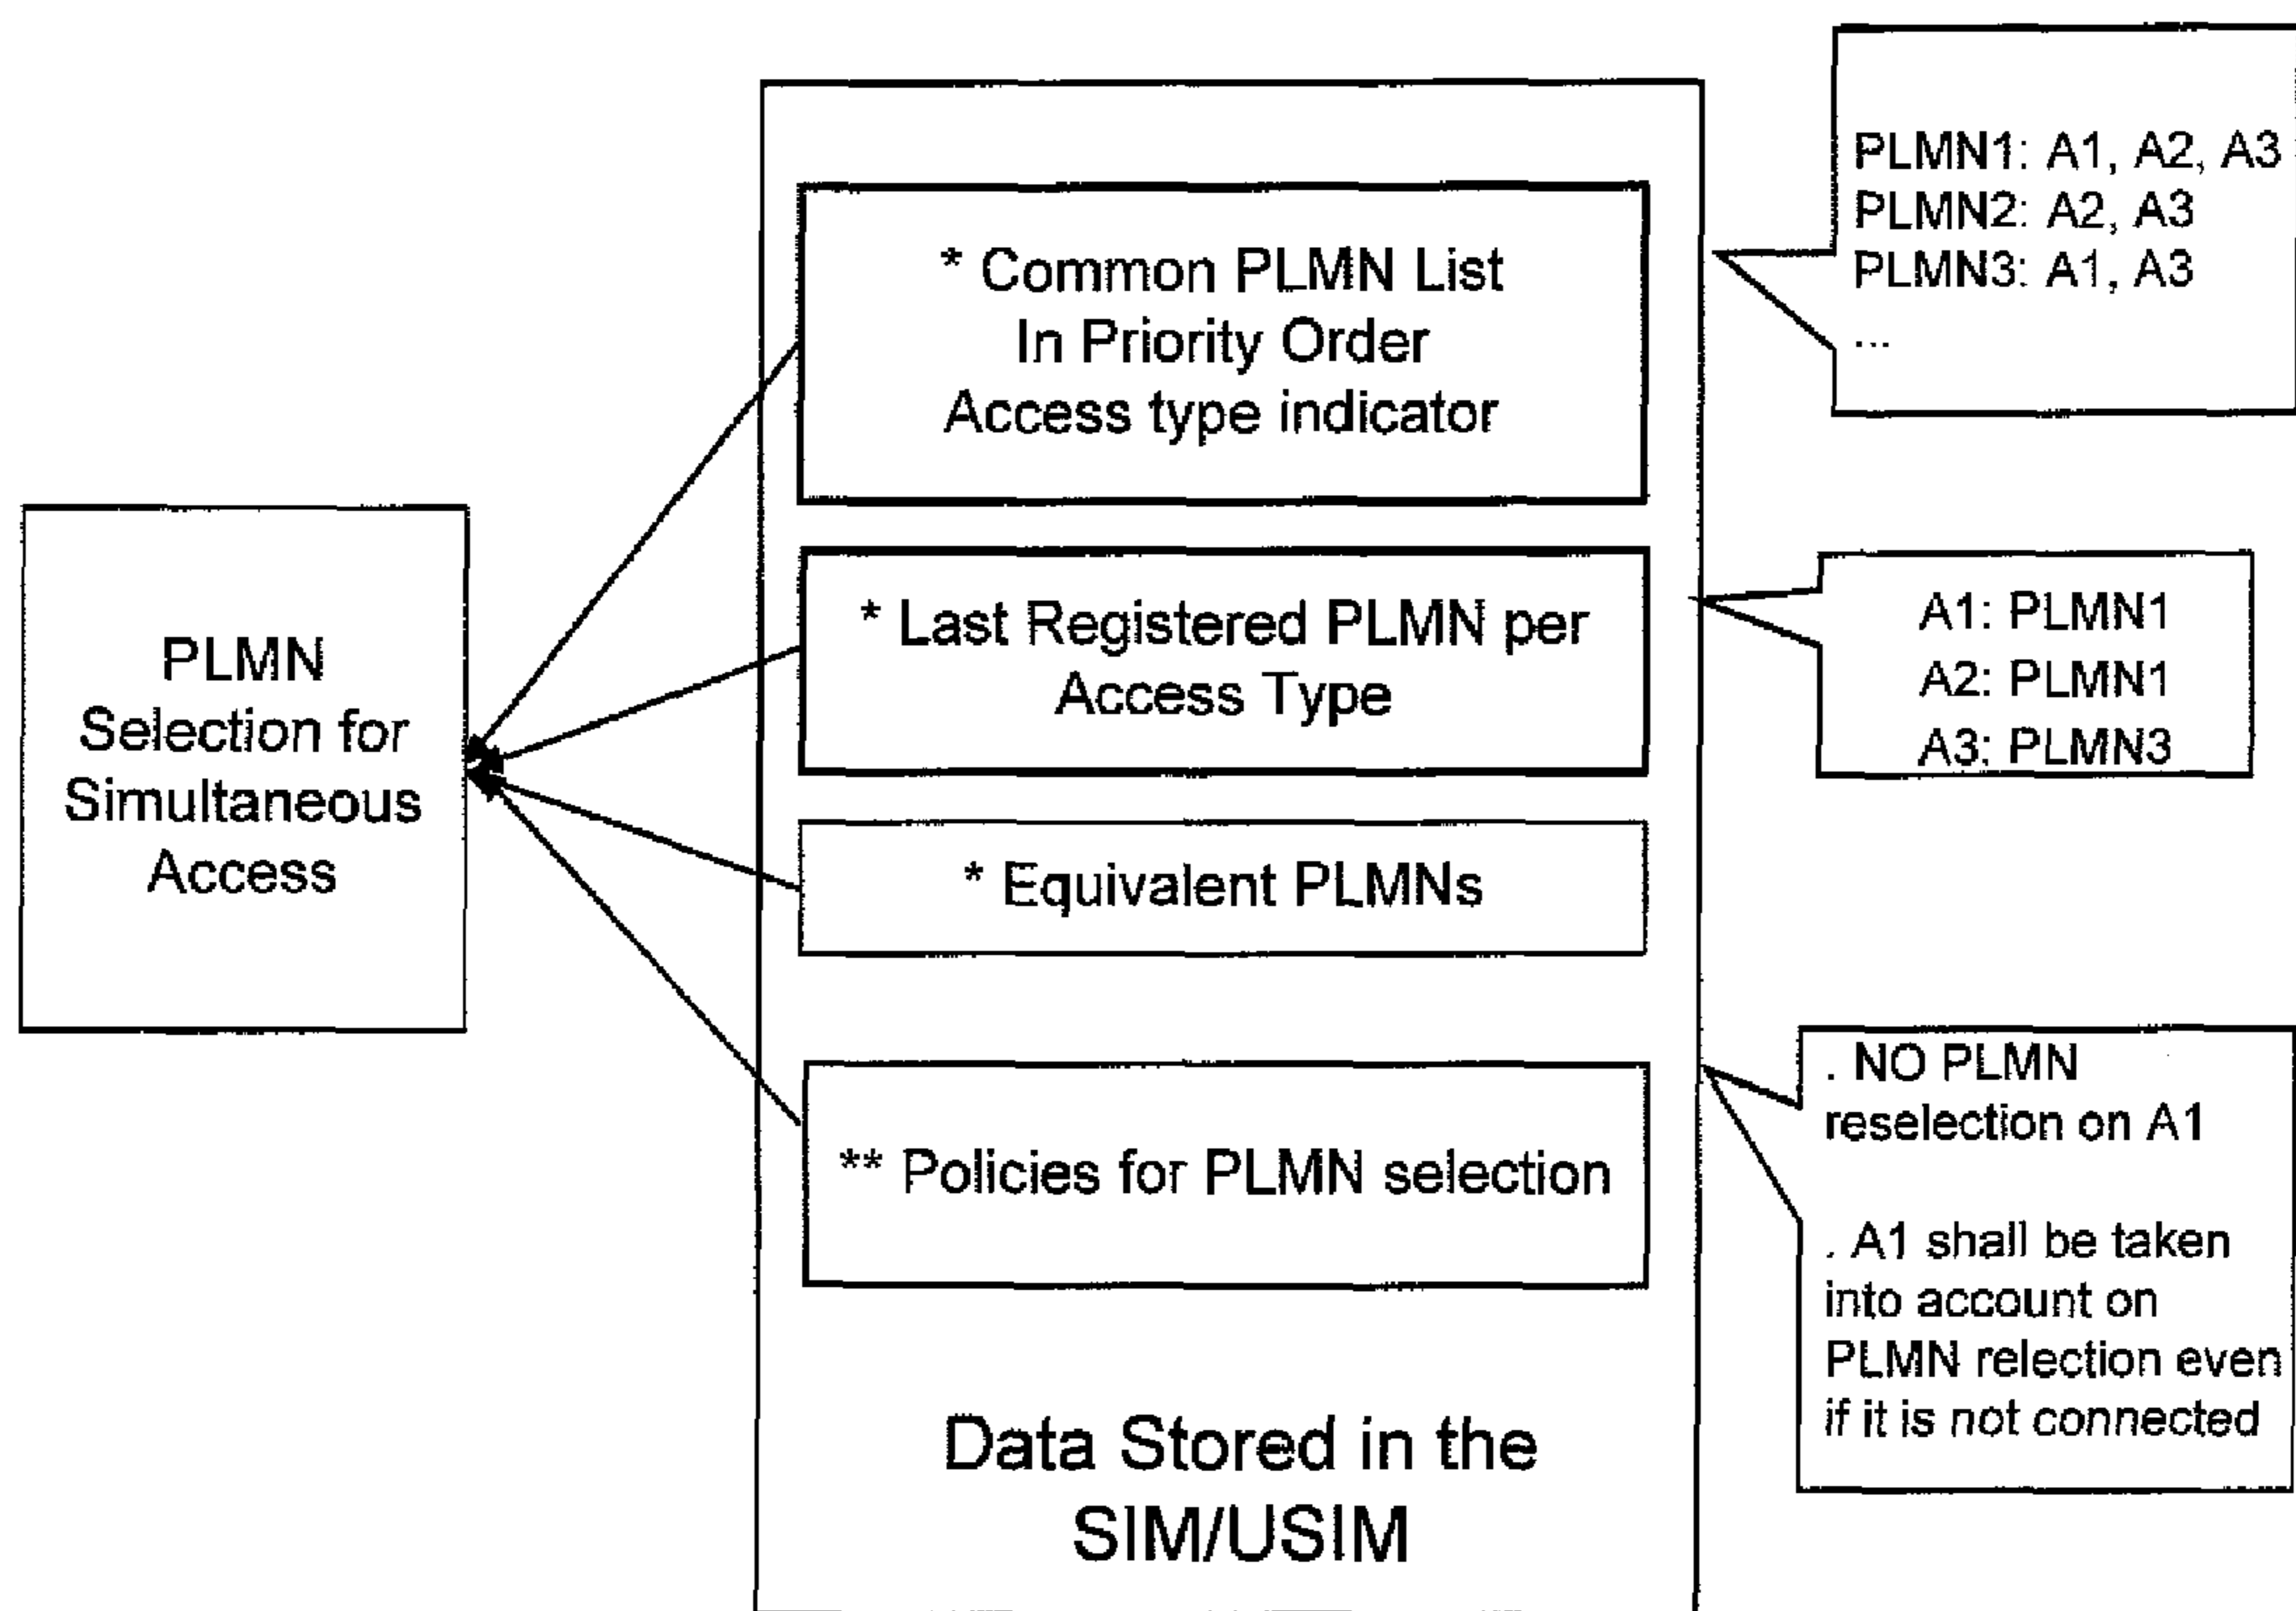 PLMN
Selection for
Simultaneous
Access
* Common PLMN List
In Priority Order
Access type indicator
* Last Registered PLMN per
Access Type
* Equivalent PLMNs
** Policies for PLMN selection
Data Stored in the
SIM/USIM
PLMN1: A1, A2, A3
PLMN2: A2, A3
PLMN3: A1, A3
...
A1: PLMN1
A2: PLMN1
A3: PLMN3
. NO PLMN
reselection on A1
. A1 shall be taken
into account on
PLMN relection even
if it is not connected